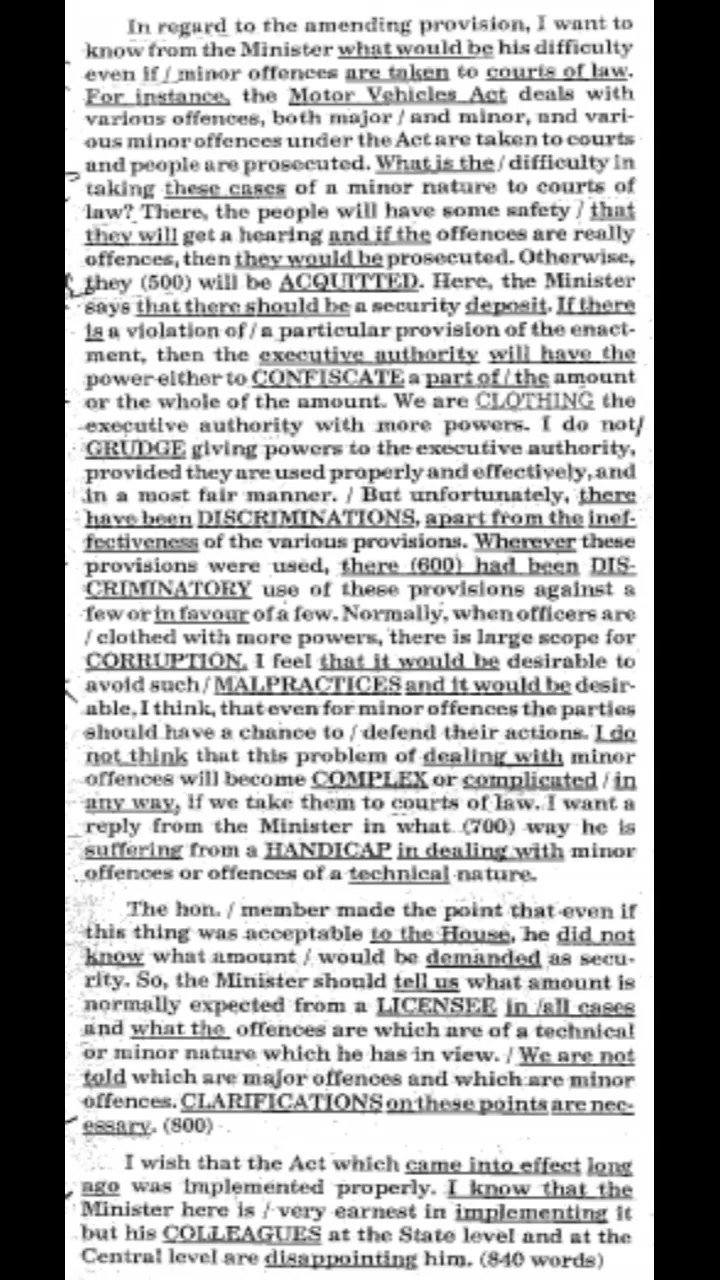 In regard to the amending provision, I want to
know from the Minister what would be his difficulty
even if / minor offences are taken to courts of law.
For instance, the Motor Vehicles Act deals with
various offences, both major / and minor, and vari-
ous minor offences under the Act are taken to courts
and people are prosecuted. What is the / difficulty in
taking these cases of a minor nature to courts of
law? There, the people will have some safety / that
they will get a hearing and if the offences are really
offences, then they would be prosecuted. Otherwise,
they (500) will be ACQUITTED. Here, the Minister
says that there should be a security deposit. If there
is a violation of / a particular provision of the enact-
ment, then the executive authority will have the
power either to CONFISCATE a part of / the amount
or the whole of the amount. We are CLOTHING the
executive authority with more powers. I do not /
GRUDGE giving powers to the executive authority,
provided they are used properly and effectively, and
in a most fair manner. / But unfortunately, there
have been DISCRIMINATIONS, apart from the inef-
fectiveness of the various provisions. Wherever these
provisions were used, there (600) had been DIS-
CRIMINATORY use of these provisions against a
few or in favour of a few. Normally, when officers are
/ clothed with more powers, there is large scope for
CORRUPTION. I feel that it would be desirable to
avoid such / MALPRACTICES and it would be desir-
able, I think, that even for minor offences the parties
should have a chance to / defend their actions. I do
not think that this problem of dealing with minor
offences will become COMPLEX or complicated / in
any way, if we take them to courts of law. I want a
reply from the Minister in what (700) way he is
suffering from a HANDICAP in dealing with minor
offences or offences of a technical nature.
The hon. / member made the point that even if
this thing was acceptable to the House, he did not
know what amount / would be demanded as secu-
rity. So, the Minister should tell us what amount is
normally expected from a LICENSEE in / all cases
and what the offences are which are of a technical
or minor nature which he has in view. / We are not
told which are major offences and which are minor
offences. CLARIFICATIONS on these points are nec-
essary. (800)
I wish that the Act which came into effect long
ago was implemented properly. I know that the
Minister here is / very earnest in implementing it
but his COLLEAGUES at the State level and at the
Central level are disappointing him. (840 words)